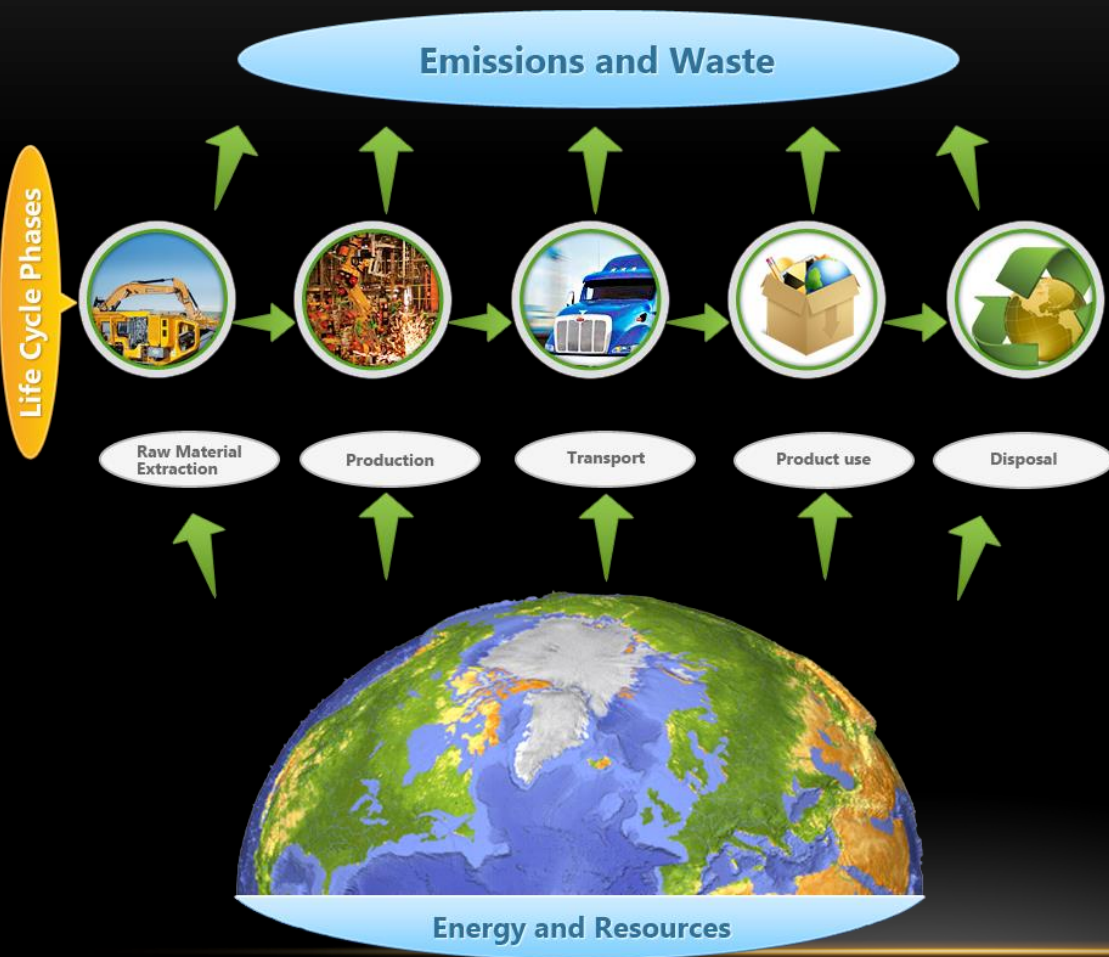 Emissions and Waste
Life Cycle Phases
Raw Material
Extraction
Production
Transport
Product use
Disposal
Energy and Resources